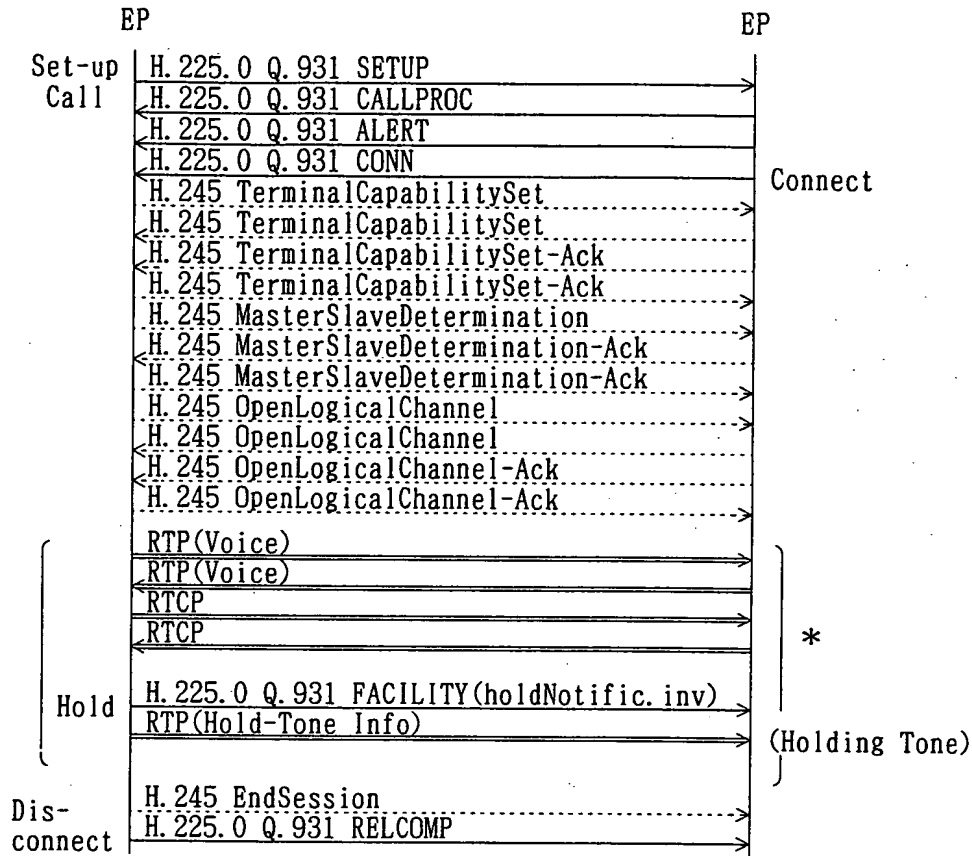 EP EP
Set-up Call
H.225.0 Q.931 SETUP
H.225.0 Q.931 CALLPROC
H.225.0 Q.931 ALERT
H.225.0 Q.931 CONN
Connect
H.245 TerminalCapabilitySet
H.245 TerminalCapabilitySet
H.245 TerminalCapabilitySet-Ack
H.245 TerminalCapabilitySet-Ack
H.245 MasterSlaveDetermination
H.245 MasterSlaveDetermination-Ack
H.245 MasterSlaveDetermination-Ack
H.245 OpenLogicalChannel
H.245 OpenLogicalChannel
H.245 OpenLogicalChannel-Ack
H.245 OpenLogicalChannel-Ack
RTP(Voice)
RTP(Voice)
RTCP
RTCP
*
Hold
H.225.0 Q.931 FACILITY(holdNotific.inv)
RTP(Hold-Tone Info)
(Holding Tone)
Dis-
connect
H.245 EndSession
H.225.0 Q.931 RELCOMP